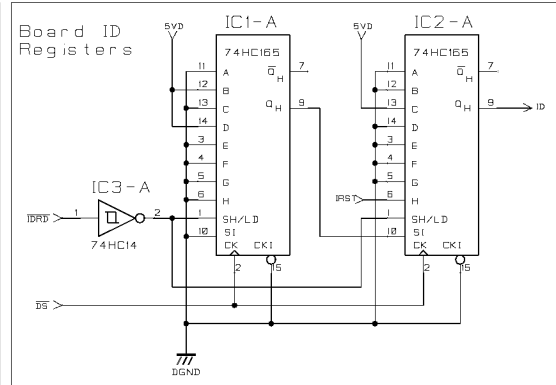 Board ID
Registers
5VD
IC1-A
74HC165
11 A
12 B
13 C
14 D
3 E
4 F
5 G
6 H
1 SH/LD
10 SI
CK
CKI
2
15
Q̅H 7
QH 9
5VD
IC2-A
74HC165
11 A
12 B
13 C
14 D
3 E
4 F
5 G
IRST 6 H
1 SH/LD
10 SI
CK
CKI
2
15
Q̅H 7
QH 9
ID
IC3-A
I̅D̅R̅D̅ 1
2
74HC14
D̅S̅
DGND